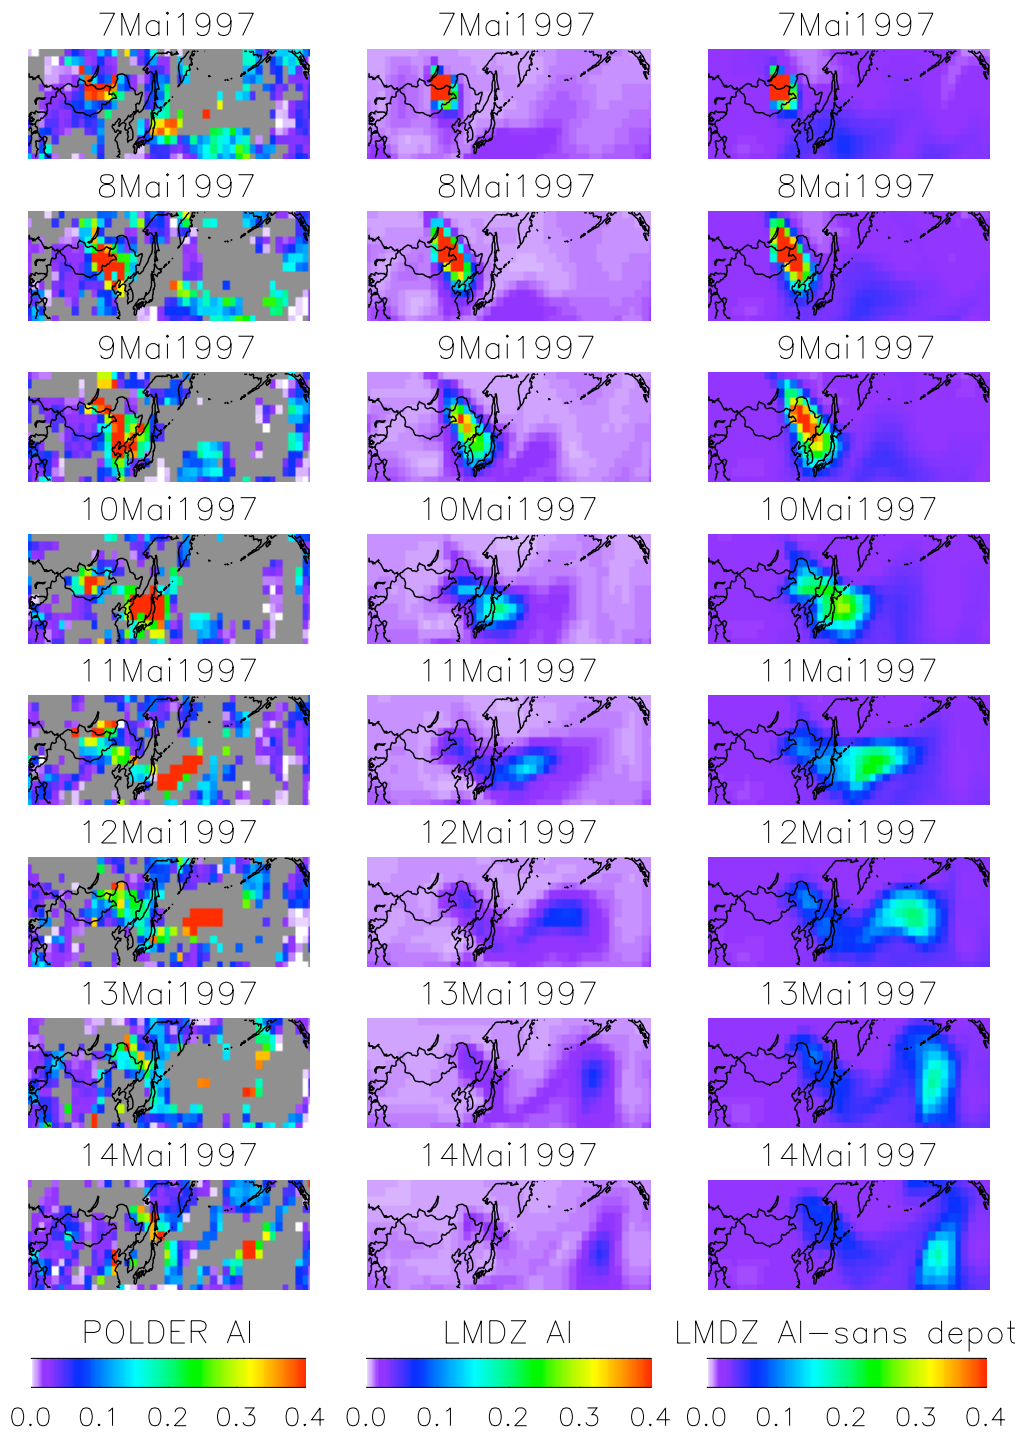 7Mai1997 7Mai1997 7Mai1997
8Mai1997 8Mai1997 8Mai1997
9Mai1997 9Mai1997 9Mai1997
10Mai1997 10Mai1997 10Mai1997
11Mai1997 11Mai1997 11Mai1997
12Mai1997 12Mai1997 12Mai1997
13Mai1997 13Mai1997 13Mai1997
14Mai1997 14Mai1997 14Mai1997
POLDER AI LMDZ AI LMDZ AI-sans depot
0.0 0.1 0.2 0.3 0.4 0.0 0.1 0.2 0.3 0.4 0.0 0.1 0.2 0.3 0.4